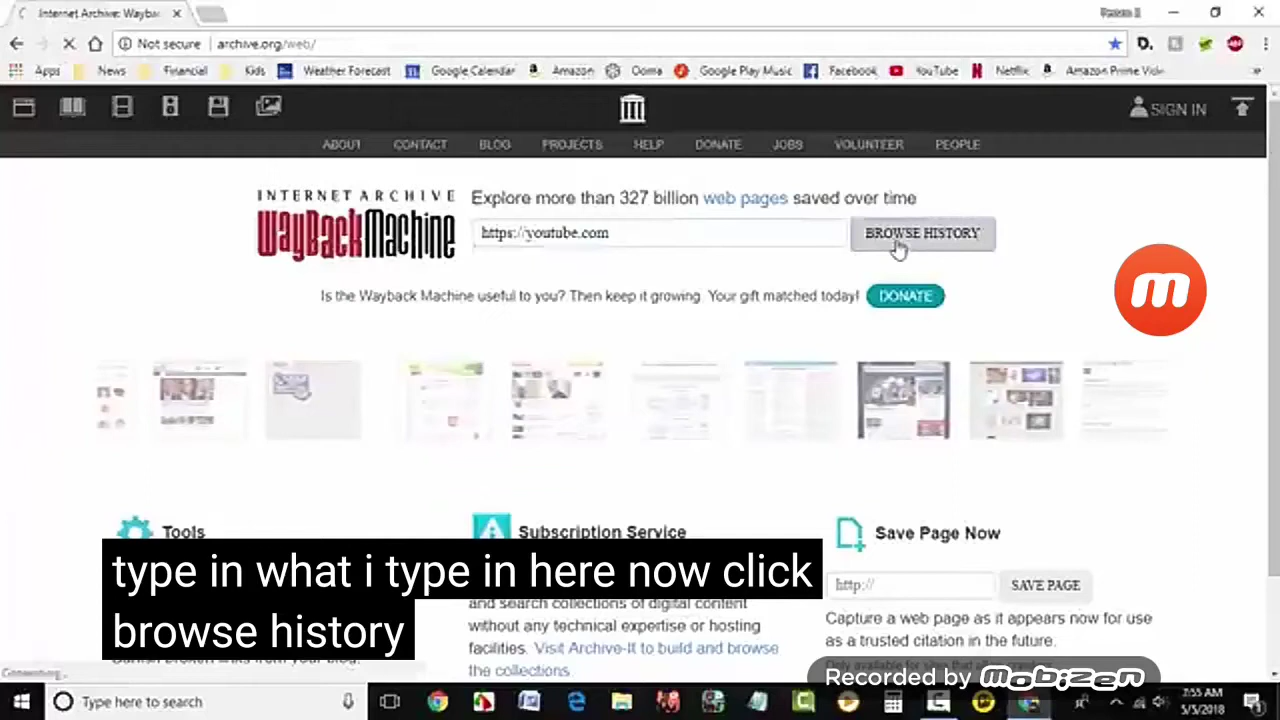 Internet Archive: Wayba
Not secure archive.org/web/
Apps News Financial Kids Weather Forecast Google Calendar Amazon Ooma Google Play Music Facebook YouTube Netflix Amazon Prime Vide
SIGN IN
ABOUT CONTACT BLOG PROJECTS HELP DONATE JOBS VOLUNTEER PEOPLE
INTERNET ARCHIVE
WayBackMachine
Explore more than 327 billion web pages saved over time
https://youtube.com BROWSE HISTORY
Is the Wayback Machine useful to you? Then keep it growing. Your gift matched today! DONATE
m
Tools Subscription Service Save Page Now
type in what i type in here now click
browse history
http:// SAVE PAGE
and search collections of digital content
without any technical expertise or hosting
facilities. Visit Archive-It to build and browse
the collections.
Capture a web page as it appears now for use
as a trusted citation in the future.
Only available for sites that
Recorded by mobizen
Type here to search
7:55 AM
5/5/2018